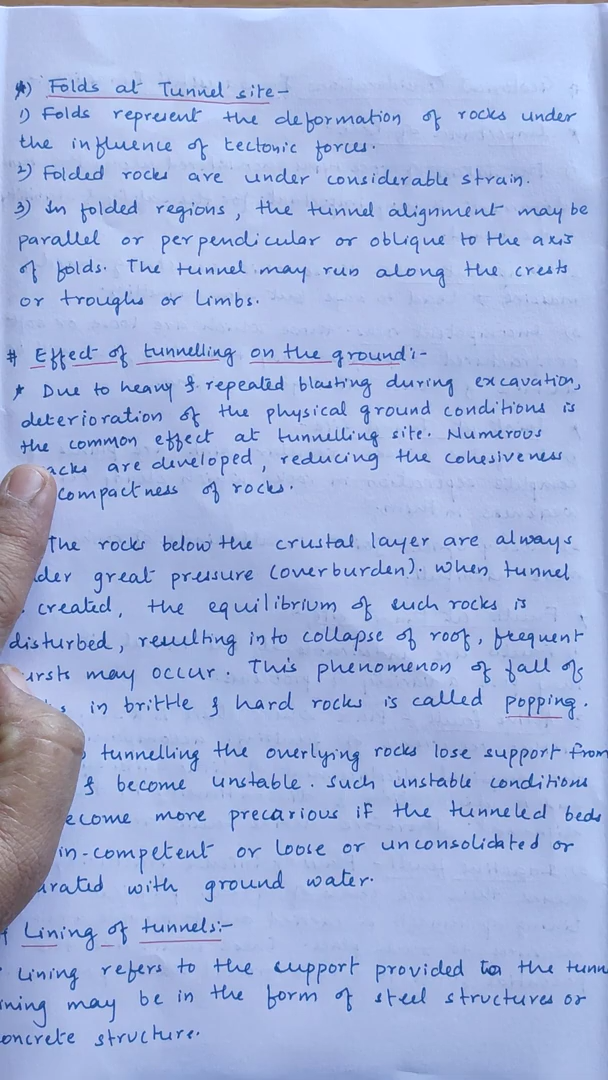 *) Folds at Tunnel site-
1) Folds represent the deformation of rocks under
the influence of tectonic forces.
2) Folded rocks are under considerable strain.
3) In folded regions, the tunnel alignment may be
parallel or perpendicular or oblique to the axis
of folds. The tunnel may run along the crests
or troughs or limbs.
# Effect of tunnelling on the ground:-
* Due to heavy & repeated blasting during excavation,
deterioration of the physical ground conditions is
the common effect at tunnelling site. Numerous
acks are developed, reducing the cohesiveness
compactness of rocks.
The rocks below the crustal layer are always
der great pressure (overburden). When tunnel
created, the equilibrium of such rocks is
disturbed, resulting into collapse of roof, frequent
ursts may occur. This phenomenon of fall of
s in brittle & hard rocks is called popping.
tunnelling the overlying rocks lose support from
& become unstable. Such unstable conditions
ecome more precarious if the tunneled beds
in-competent or loose or unconsolidated or
urated with ground water.
# Lining of tunnels:-
Lining refers to the support provided to the tunn
ining may be in the form of steel structures or
oncrete structure.